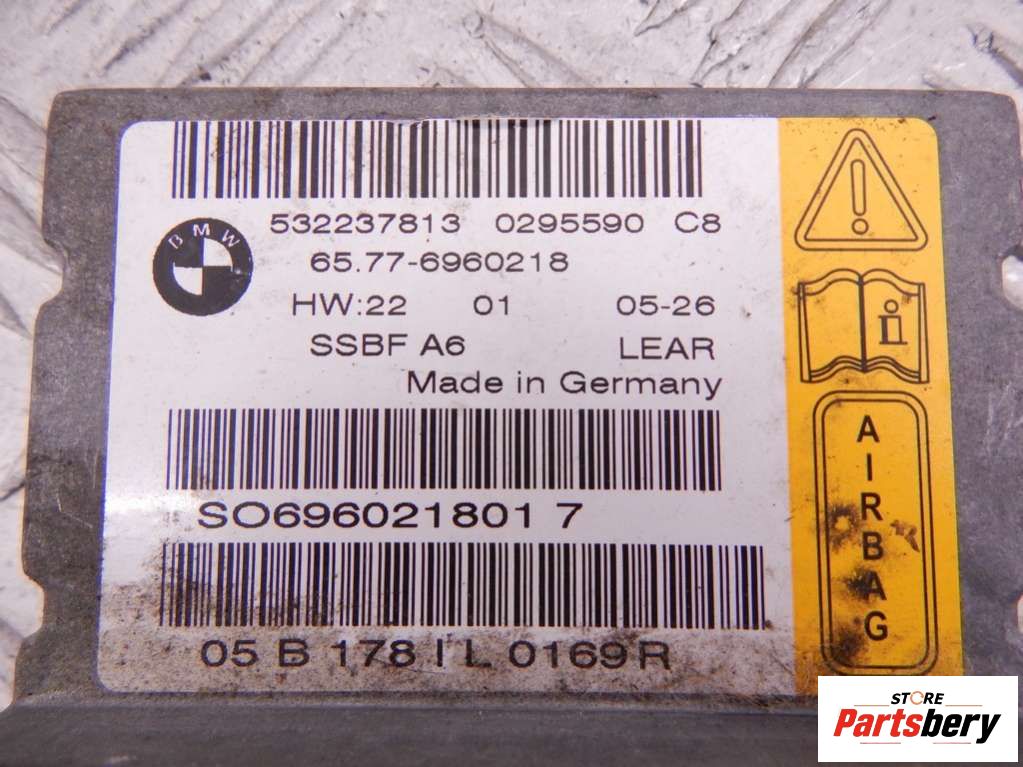 532237813 0295590 C8
BMW
65.77-6960218
HW:22 01 05-26
SSBF A6 LEAR
Made in Germany
SO696021801 7
05 B 178 I L 0169 R
i
AIRBAG
STORE
Partsbery